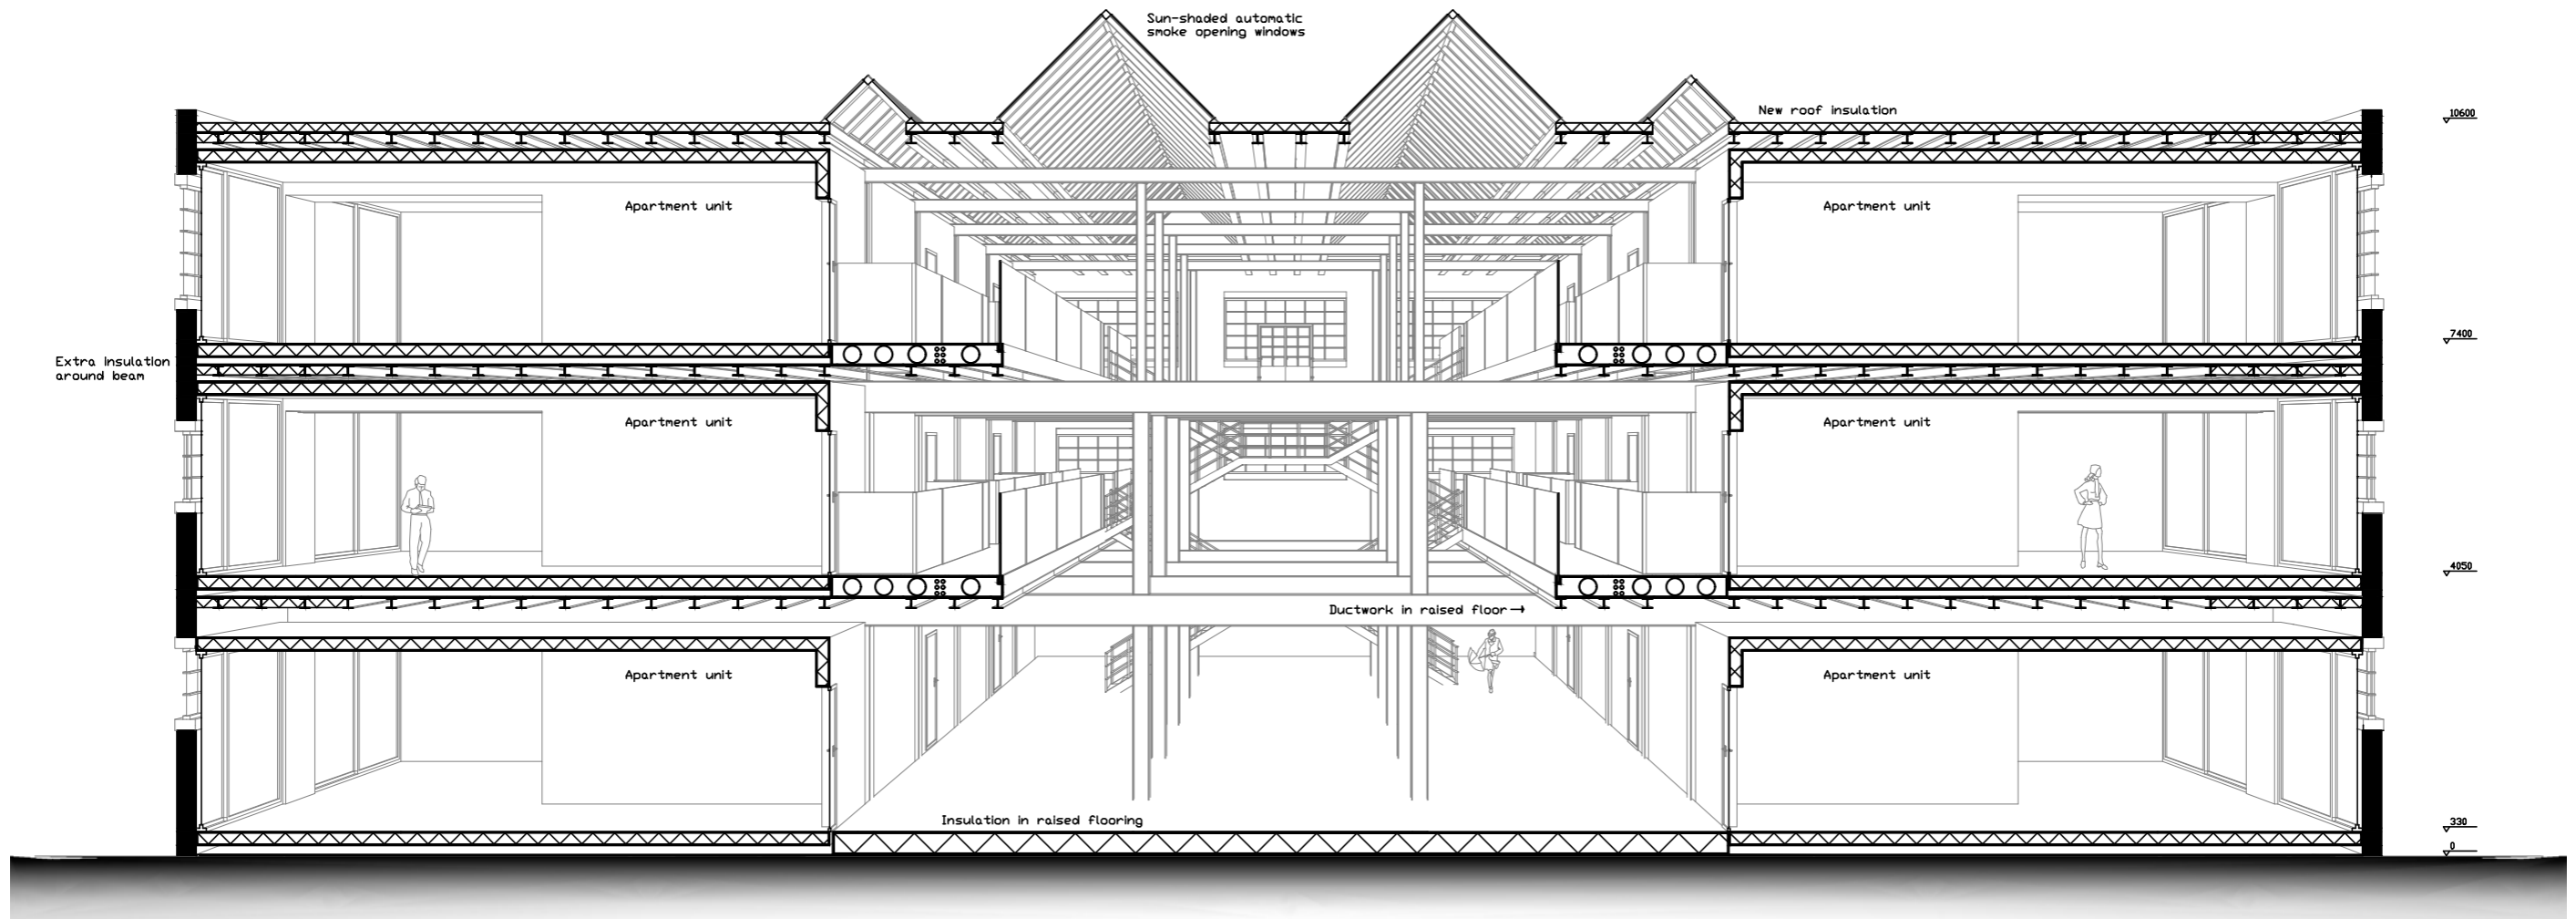 Sun-shaded automatic
smoke opening windows
New roof insulation
10600
Apartment unit
Apartment unit
7400
Extra insulation
around beam
Apartment unit
Apartment unit
4050
Ductwork in raised floor→
Apartment unit
Apartment unit
Insulation in raised flooring
330
0